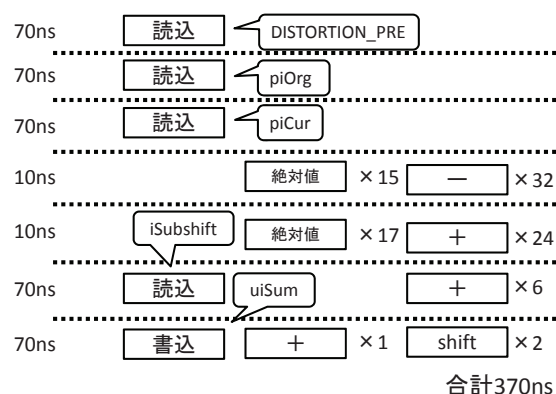 70ns 読込 DISTORTION_PRE
70ns 読込 piOrg
70ns 読込 piCur
10ns 絶対値 ×15 － ×32
10ns iSubshift 絶対値 ×17 ＋ ×24
70ns 読込 uiSum ＋ ×6
70ns 書込 ＋ ×1 shift ×2
合計370ns